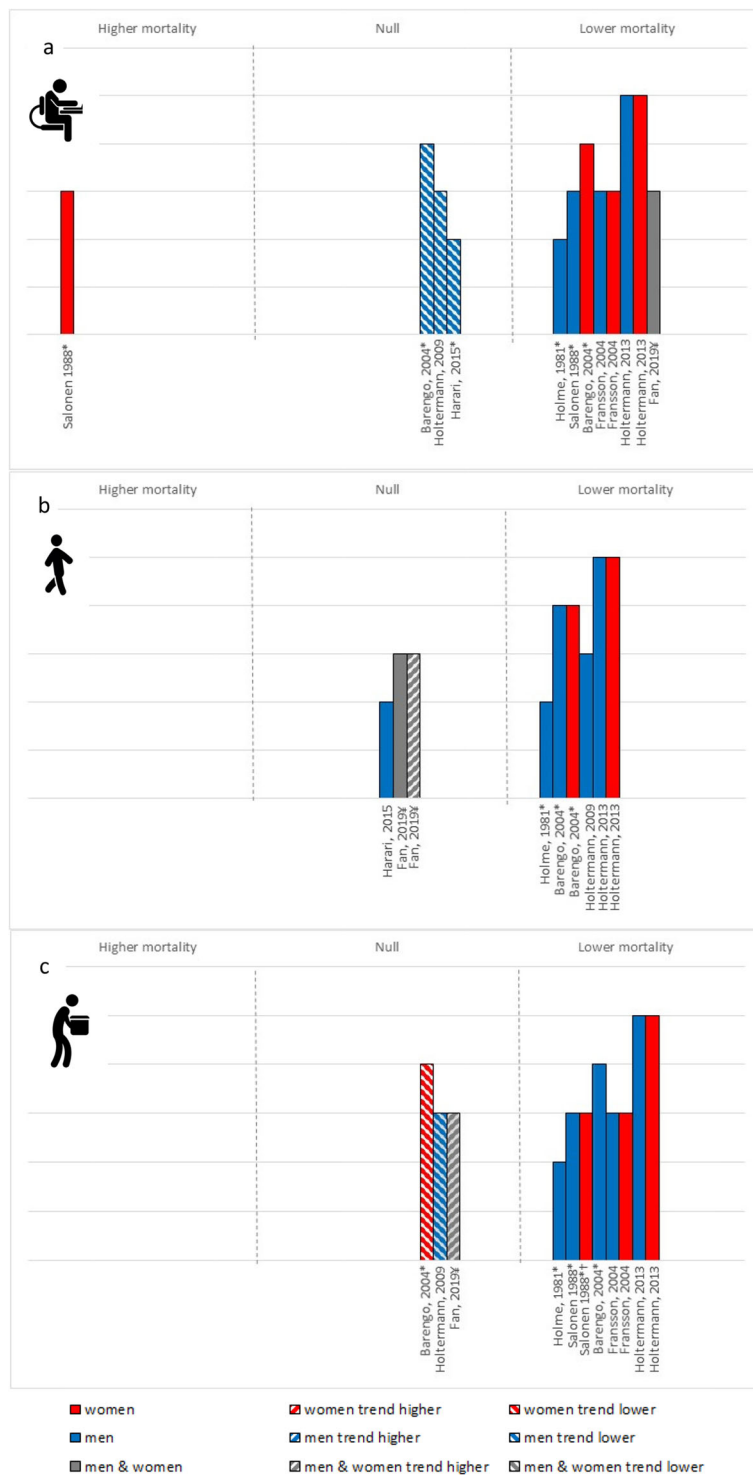 Higher mortality Null Lower mortality
a
Salonen 1988*
Barengo, 2004*
Holtermann, 2009
Harari, 2015*
Holme, 1981*
Salonen 1988*
Barengo, 2004*
Fransson, 2004
Fransson, 2004
Holtermann, 2013
Holtermann, 2013
Fan, 2019¥
Higher mortality Null Lower mortality
b
Harari, 2015
Fan, 2019¥
Fan, 2019¥
Holme, 1981*
Barengo, 2004*
Barengo, 2004*
Holtermann, 2009
Holtermann, 2013
Holtermann, 2013
Higher mortality Null Lower mortality
c
Barengo, 2004*
Holtermann, 2009
Fan, 2019¥
Holme, 1981*
Salonen 1988*
Salonen 1988*†
Barengo, 2004*
Fransson, 2004
Fransson, 2004
Holtermann, 2013
Holtermann, 2013
women women trend higher women trend lower
men men trend higher men trend lower
men & women men & women trend higher men & women trend lower